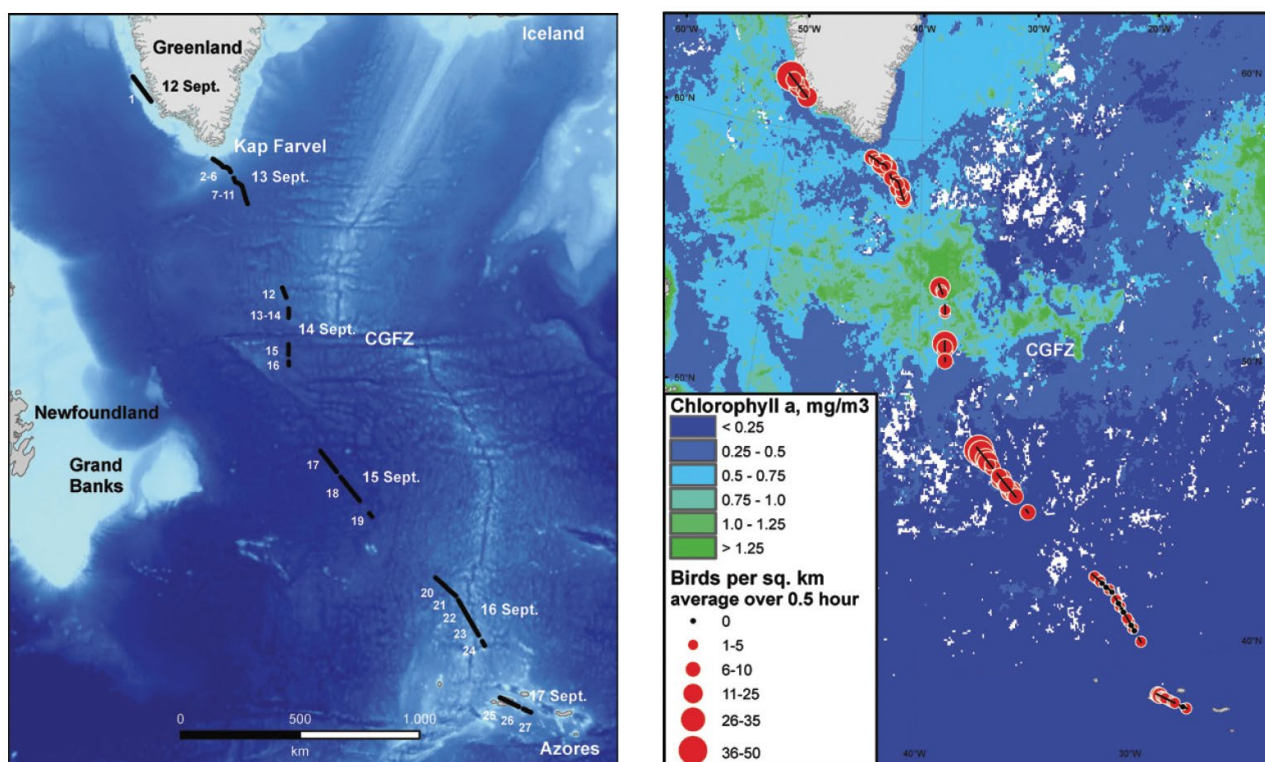 Greenland
Iceland
12 Sept.
1
Kap Farvel
2-6
13 Sept.
7-11
12
13-14
14 Sept.
CGFZ
15
16
Newfoundland
Grand
Banks
17
15 Sept.
18
19
20
21
16 Sept.
22
23
24
17 Sept.
25
26
27
0 500 1.000
km
Azores
60°W
50°W
40°W
30°W
20°W
60°N
60°N
CGFZ
50°N
50°N
Chlorophyll a, mg/m3
< 0.25
0.25 - 0.5
0.5 - 0.75
0.75 - 1.0
1.0 - 1.25
> 1.25
Birds per sq. km
average over 0.5 hour
0
1-5
6-10
11-25
26-35
36-50
40°N
40°W
30°W